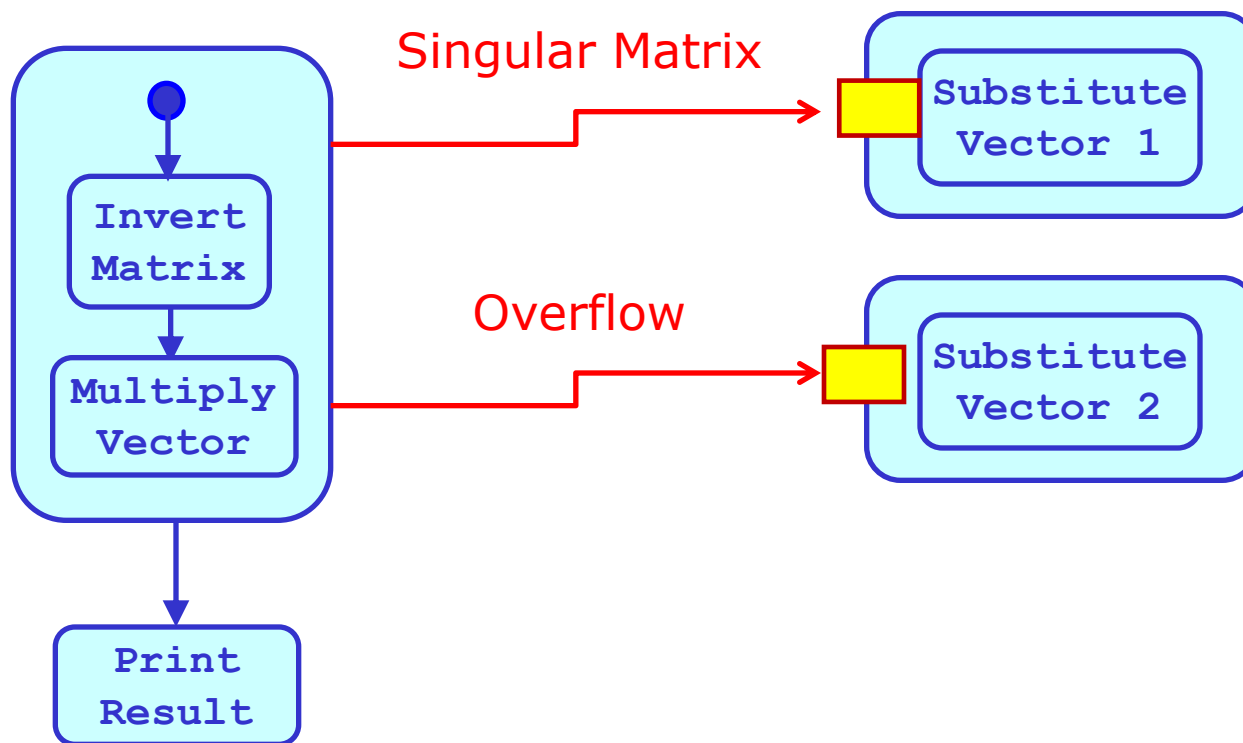 Singular Matrix
Substitute
Vector 1
Invert
Matrix
Overflow
Substitute
Vector 2
Multiply
Vector
Print
Result